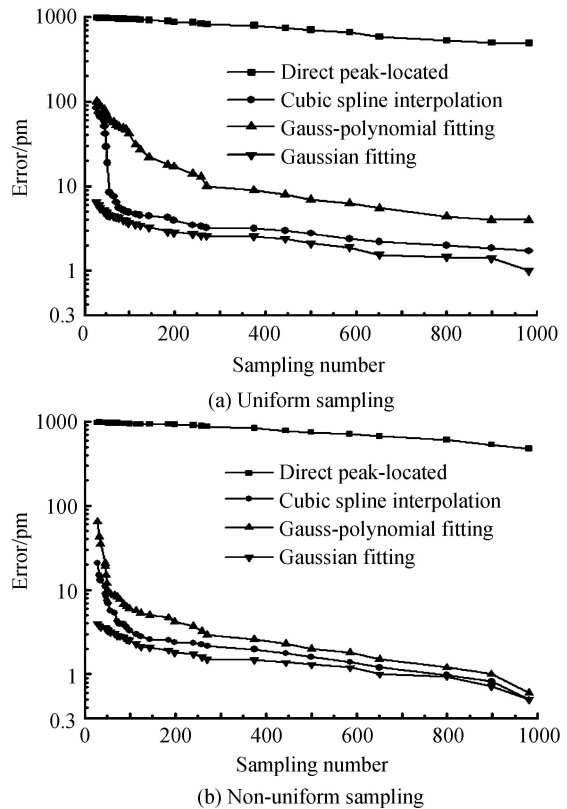 1000
100
10
1
0.3
Error/pm
Direct peak-located
Cubic spline interpolation
Gauss-polynomial fitting
Gaussian fitting
0 200 400 600 800 1000
Sampling number
(a) Uniform sampling
1000
100
10
1
0.3
Error/pm
Direct peak-located
Cubic spline interpolation
Gauss-polynomial fitting
Gaussian fitting
0 200 400 600 800 1000
Sampling number
(b) Non-uniform sampling